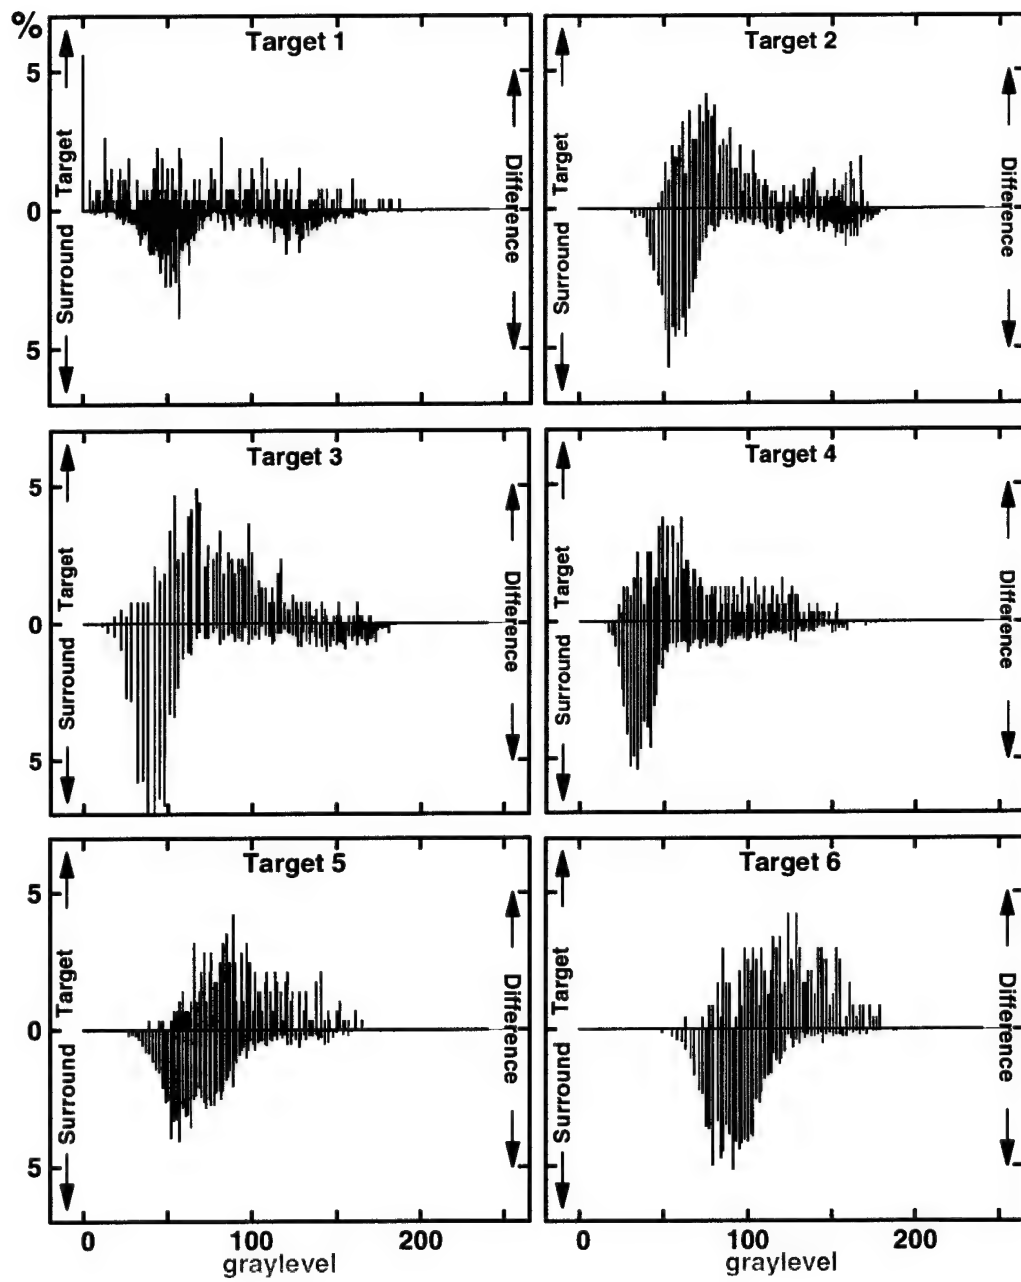 %
Target 1
5
0
5
Surround Target
Difference
Target 2
Surround Target
Difference
Target 3
5
0
5
Surround Target
Difference
Target 4
Surround Target
Difference
Target 5
5
0
5
Surround Target
Difference
Target 6
Surround Target
Difference
0 100 200
graylevel
0 100 200
graylevel